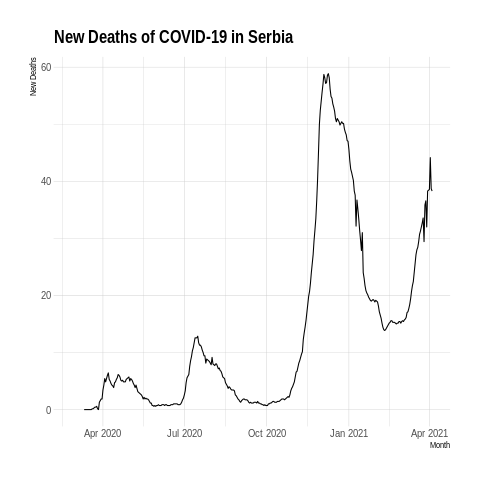 New Deaths of COVID-19 in Serbia
New Deaths
60
40
20
0
Apr 2020 Jul 2020 Oct 2020 Jan 2021 Apr 2021
Month